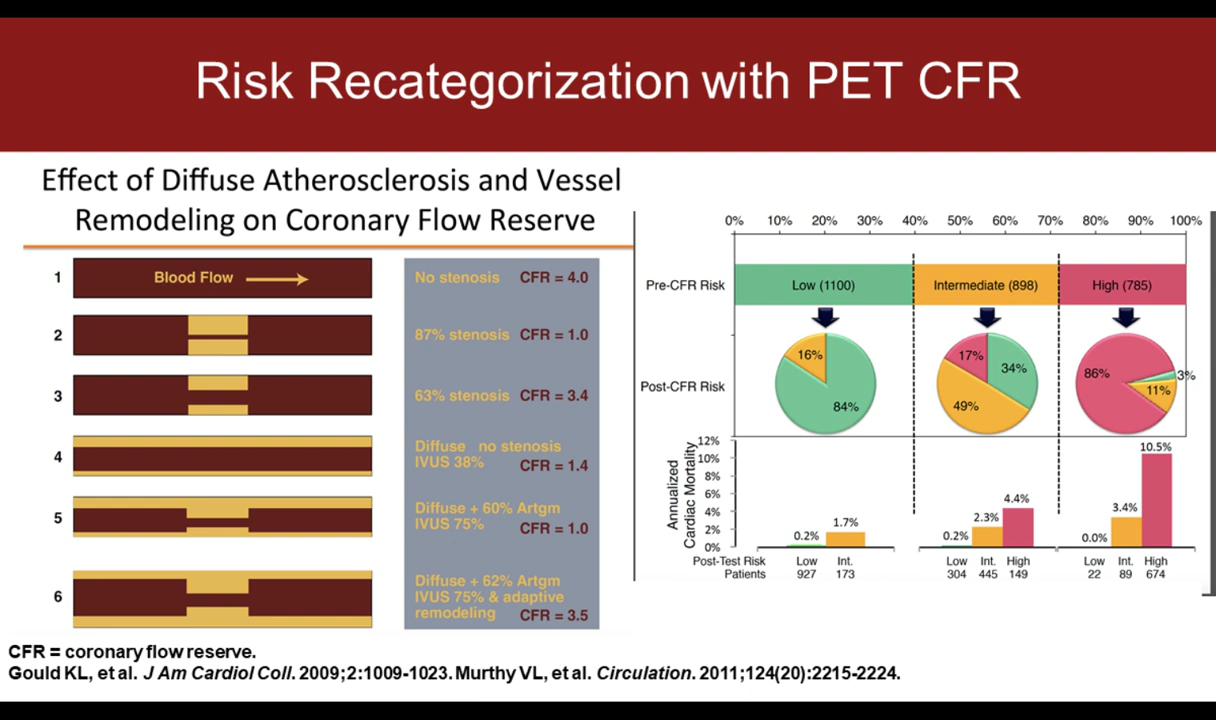 Risk Recategorization with PET CFR
Effect of Diffuse Atherosclerosis and Vessel
Remodeling on Coronary Flow Reserve
1
Blood Flow
No stenosis CFR = 4.0
2
87% stenosis CFR = 1.0
3
63% stenosis CFR = 3.4
4
Diffuse no stenosis
IVUS 38%
CFR = 1.4
5
Diffuse + 60% Artgm
IVUS 75%
CFR = 1.0
6
Diffuse + 62% Artgm
IVUS 75% & adaptive
remodeling CFR = 3.5
0% 10% 20% 30% 40% 50% 60% 70% 80% 90% 100%
Pre-CFR Risk
Low (1100)
Intermediate (898)
High (785)
Post-CFR Risk
16%
84%
17%
34%
49%
86%
3%
11%
Annualized
Cardiac Mortality
12%
10%
8%
6%
4%
2%
0%
0.2%
1.7%
0.2%
2.3%
4.4%
0.0%
3.4%
10.5%
Post-Test Risk Low Int. Low Int. High Low Int. High
Patients 927 173 304 445 149 22 89 674
CFR = coronary flow reserve.
Gould KL, et al. J Am Cardiol Coll. 2009;2:1009-1023. Murthy VL, et al. Circulation. 2011;124(20):2215-2224.